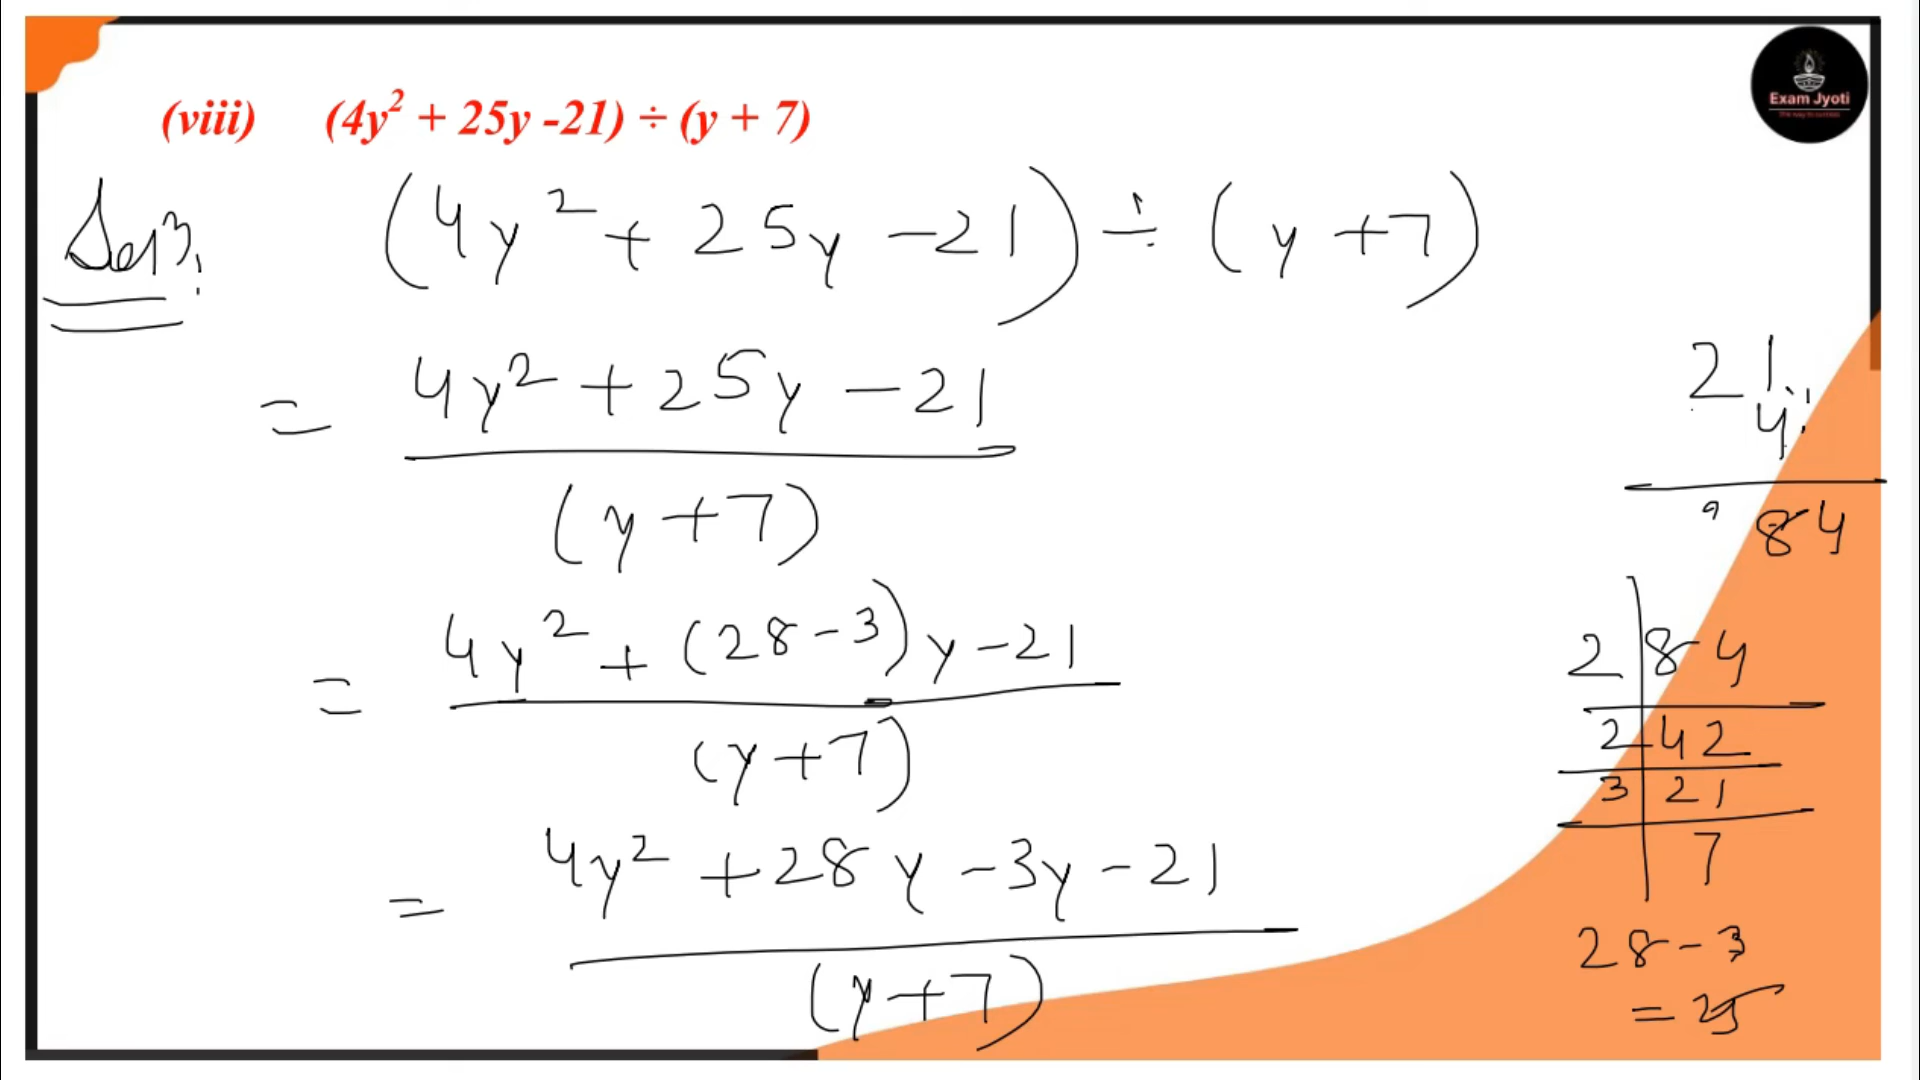 (viii) (4y² + 25y -21) ÷ (y + 7)
Exam Jyoti
(4y² + 25y - 21) ÷ (y + 7)
= 4y² + 25y - 21
(y + 7)
= 4y² + (28 - 3)y - 21
(y + 7)
= 4y² + 28y - 3y - 21
(y + 7)
21
4
84
2 84
2 42
3 21
7
28 - 3
= 25